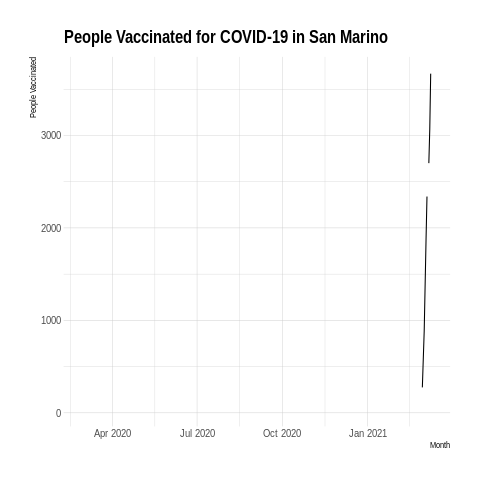 People Vaccinated for COVID-19 in San Marino
People Vaccinated
3000
2000
1000
0
Apr 2020
Jul 2020
Oct 2020
Jan 2021
Month